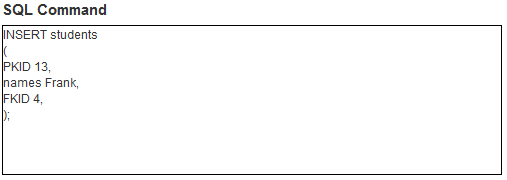 SQL Command
INSERT students
(
PKID 13,
names Frank,
FKID 4,
);